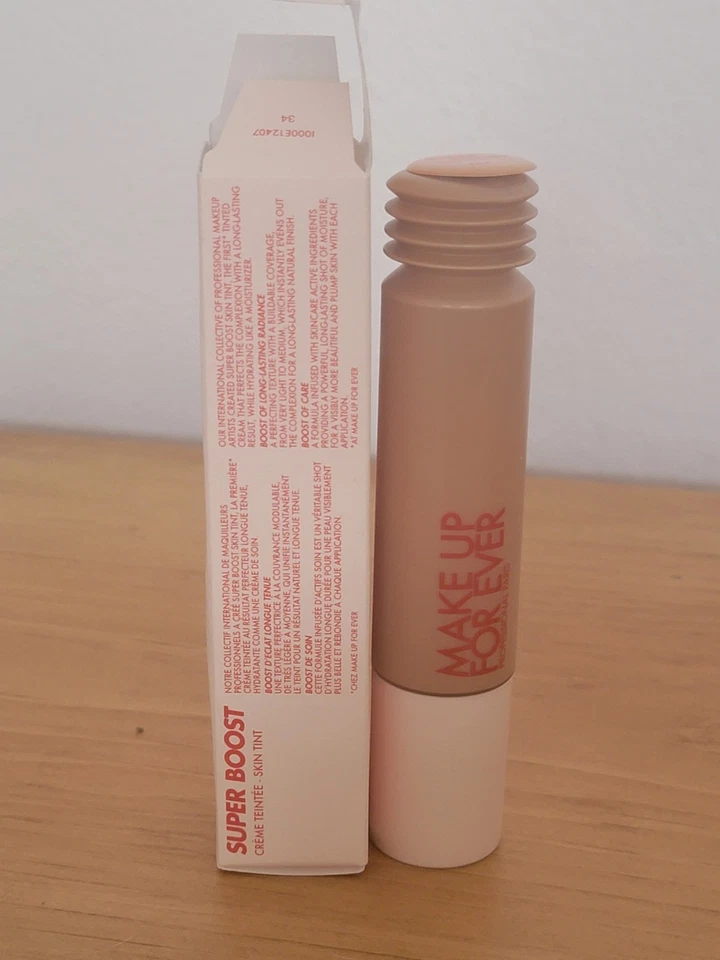 34
1000E12407
SUPER BOOST
CRÈME TEINTÉE - SKIN TINT
NOTRE COLLECTIF INTERNATIONAL DE MAQUILLEURS
PROFESSIONNELS A CRÉÉ SUPER BOOST SKIN TINT, LA PREMIÈRE*
CRÈME TEINTÉE AU RÉSULTAT PERFECTEUR LONGUE TENUE,
HYDRATANTE COMME UNE CRÈME DE SOIN
BOOST D'ÉCLAT LONGUE TENUE
UNE TEXTURE PERFECTRICE À LA COUVRANCE MODULABLE,
DE TRÈS LÉGÈRE À MOYENNE, QUI UNIFIE INSTANTANÉMENT
LE TEINT POUR UN RÉSULTAT NATUREL ET LONGUE TENUE.
BOOST DE SOIN
CETTE FORMULE INFUSÉE D'ACTIFS SOIN EST UN VÉRITABLE SHOT
D'HYDRATATION LONGUE DURÉE POUR UNE PEAU VISIBLEMENT
PLUS BELLE ET REBONDIE À CHAQUE APPLICATION.
*CHEZ MAKE UP FOR EVER
OUR INTERNATIONAL COLLECTIVE OF PROFESSIONAL MAKEUP
ARTISTS CREATED SUPER BOOST SKIN TINT, THE FIRST* TINTED
CREAM THAT PERFECTS THE COMPLEXION WITH A LONG-LASTING
RESULT, WHILE HYDRATING LIKE A MOISTURIZER.
BOOST OF LONG-LASTING RADIANCE
A PERFECTING TEXTURE WITH A BUILDABLE COVERAGE,
FROM VERY LIGHT TO MEDIUM, WHICH INSTANTLY EVENS OUT
THE COMPLEXION FOR A LONG-LASTING NATURAL FINISH.
BOOST OF CARE
A FORMULA INFUSED WITH SKINCARE ACTIVE INGREDIENTS
PROVIDING A POWERFUL, LONG-LASTING SHOT OF MOISTURE,
FOR A VISIBLY MORE BEAUTIFUL AND PLUMP SKIN WITH EACH
APPLICATION.
*AT MAKE UP FOR EVER
MAKE UP
FOR EVER
PROFESSIONAL PARIS